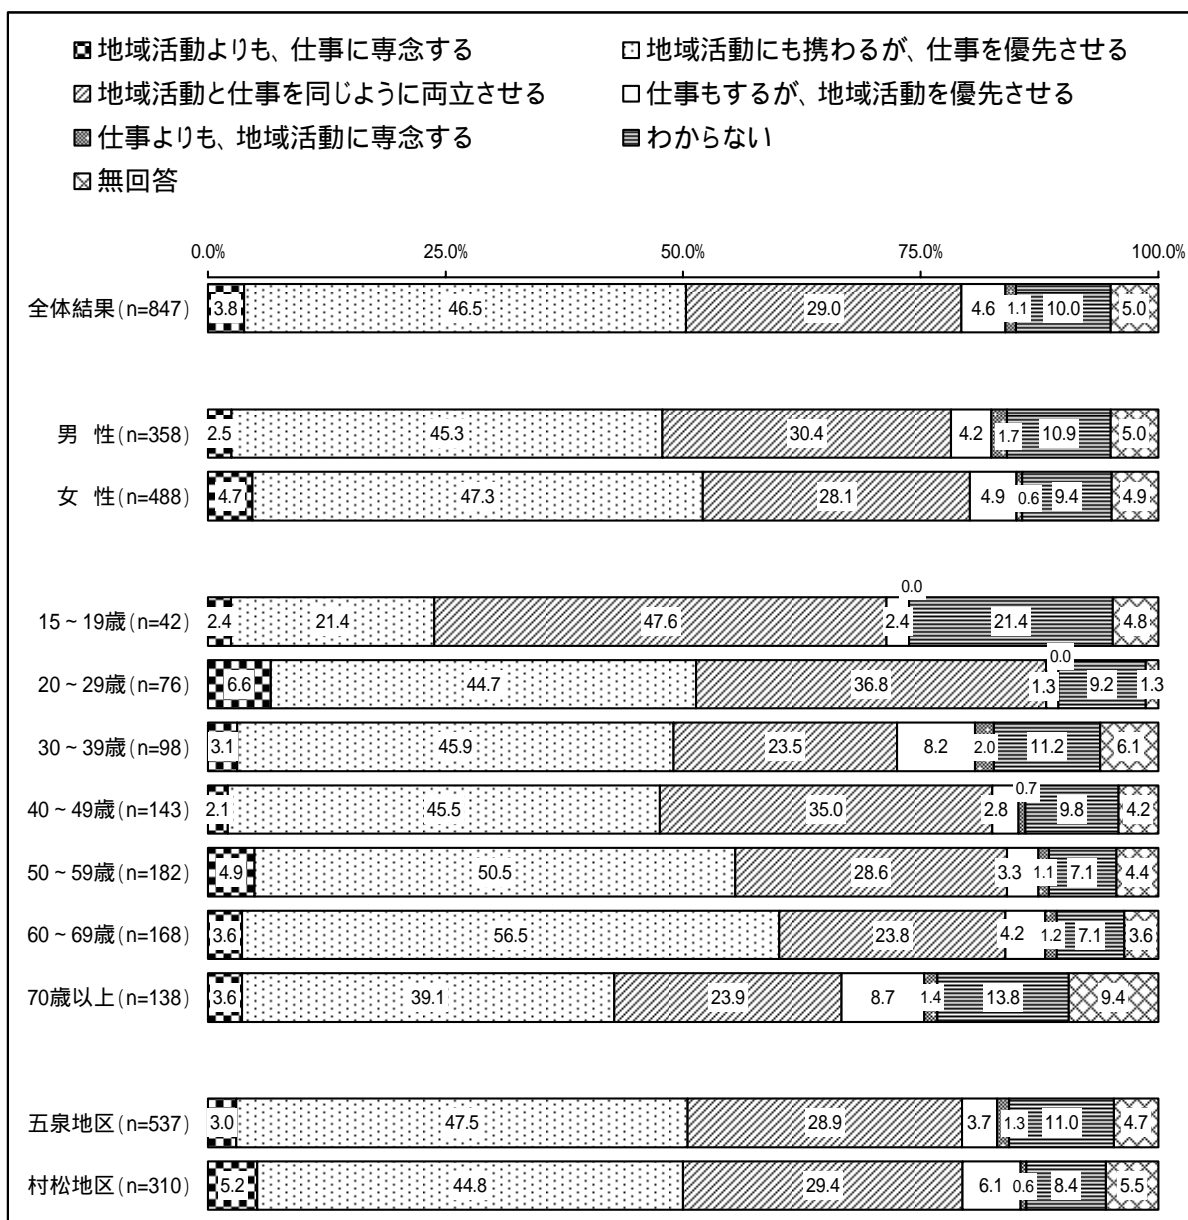 地域活動よりも、仕事に専念する 地域活動にも携わるが、仕事を優先させる
地域活動と仕事を同じように両立させる 仕事もするが、地域活動を優先させる
仕事よりも、地域活動に専念する わからない
無回答
0.0% 25.0% 50.0% 75.0% 100.0%
全体結果(n=847) 3.8 46.5 29.0 4.6 1.1 10.0 5.0
男 性(n=358) 2.5 45.3 30.4 4.2 1.7 10.9 5.0
女 性(n=488) 4.7 47.3 28.1 4.9 0.6 9.4 4.9
0.0
15~19歳(n=42) 2.4 21.4 47.6 2.4 21.4 4.8
0.0
20~29歳(n=76) 6.6 44.7 36.8 1.3 9.2 1.3
30~39歳(n=98) 3.1 45.9 23.5 8.2 2.0 11.2 6.1
0.7
40~49歳(n=143) 2.1 45.5 35.0 2.8 9.8 4.2
50~59歳(n=182) 4.9 50.5 28.6 3.3 1.1 7.1 4.4
60~69歳(n=168) 3.6 56.5 23.8 4.2 1.2 7.1 3.6
70歳以上(n=138) 3.6 39.1 23.9 8.7 1.4 13.8 9.4
五泉地区(n=537) 3.0 47.5 28.9 3.7 1.3 11.0 4.7
村松地区(n=310) 5.2 44.8 29.4 6.1 0.6 8.4 5.5